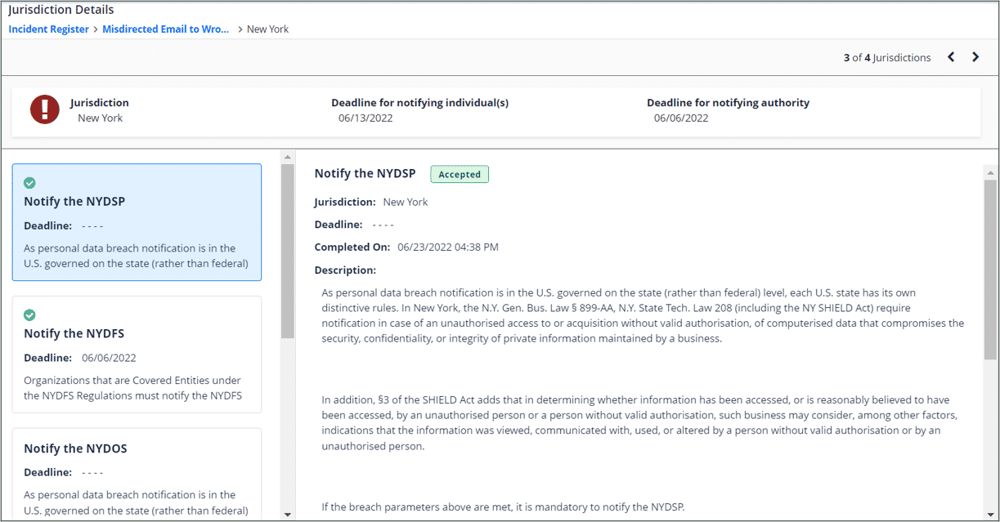 Jurisdiction Details
Incident Register > Misdirected Email to Wro... > New York
3 of 4 Jurisdictions
Jurisdiction
New York
Deadline for notifying individual(s)
06/13/2022
Deadline for notifying authority
06/06/2022
Notify the NYDSP
Deadline: ----
As personal data breach notification is in the
U.S. governed on the state (rather than federal)
Notify the NYDFS
Deadline: 06/06/2022
Organizations that are Covered Entities under
the NYDFS Regulations must notify the NYDFS
Notify the NYDOS
Deadline: ----
As personal data breach notification is in the
U.S. governed on the state (rather than federal)
Notify the NYDSP Accepted
Jurisdiction: New York
Deadline: ----
Completed On: 06/23/2022 04:38 PM
Description:
As personal data breach notification is in the U.S. governed on the state (rather than federal) level, each U.S. state has its own
distinctive rules. In New York, the N.Y. Gen. Bus. Law § 899-AA, N.Y. State Tech. Law 208 (including the NY SHIELD Act) require
notification in case of an unauthorised access to or acquisition without valid authorisation, of computerised data that compromises the
security, confidentiality, or integrity of private information maintained by a business.
In addition, §3 of the SHIELD Act adds that in determining whether information has been accessed, or is reasonably believed to have
been accessed, by an unauthorised person or a person without valid authorisation, such business may consider, among other factors,
indications that the information was viewed, communicated with, used, or altered by a person without valid authorisation or by an
unauthorised person.
If the breach parameters above are met, it is mandatory to notify the NYDSP.